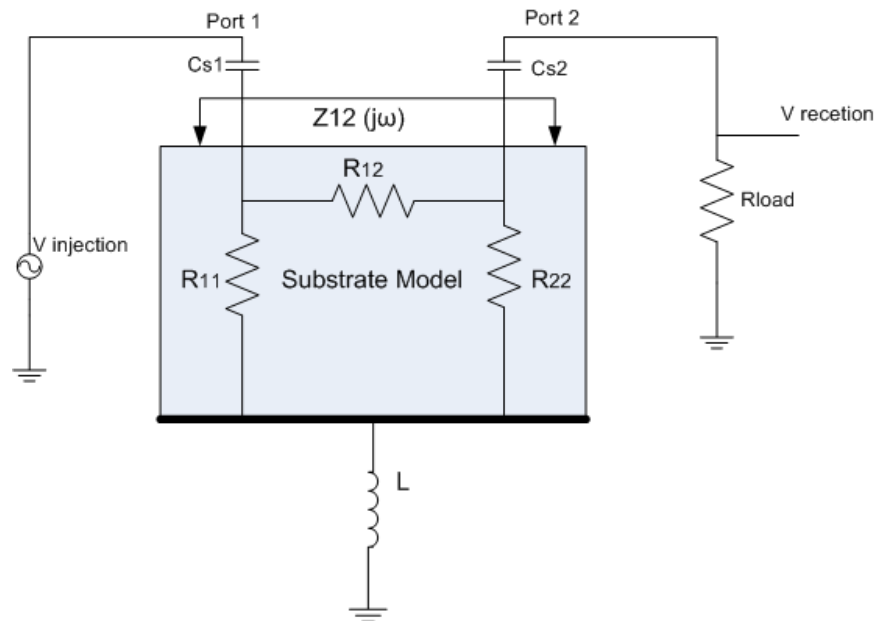 Port 1
Port 2
Cs1
Cs2
Z12 (jω)
V recetion
R12
Rload
V injection
R11
Substrate Model
R22
L